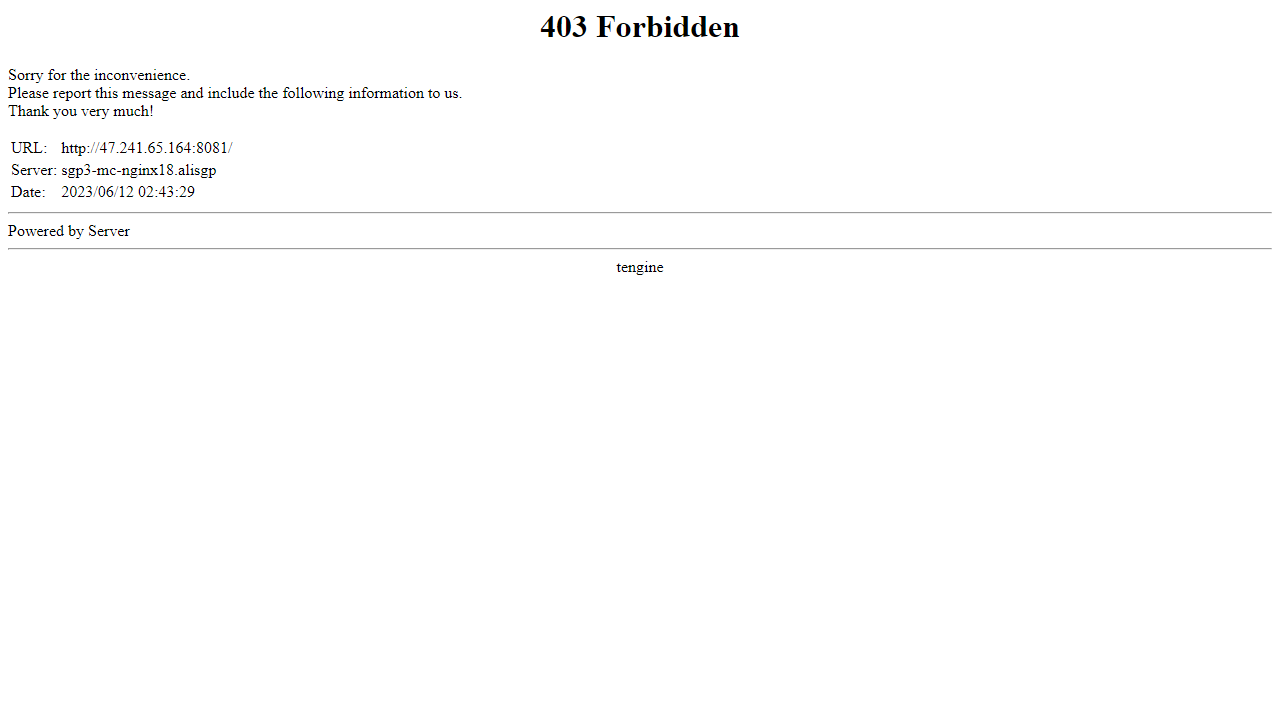 403 Forbidden
Sorry for the inconvenience.
Please report this message and include the following information to us.
Thank you very much!
URL: http://47.241.65.164:8081/
Server: sgp3-mc-nginx18.alisgp
Date: 2023/06/12 02:43:29
Powered by Server
tengine